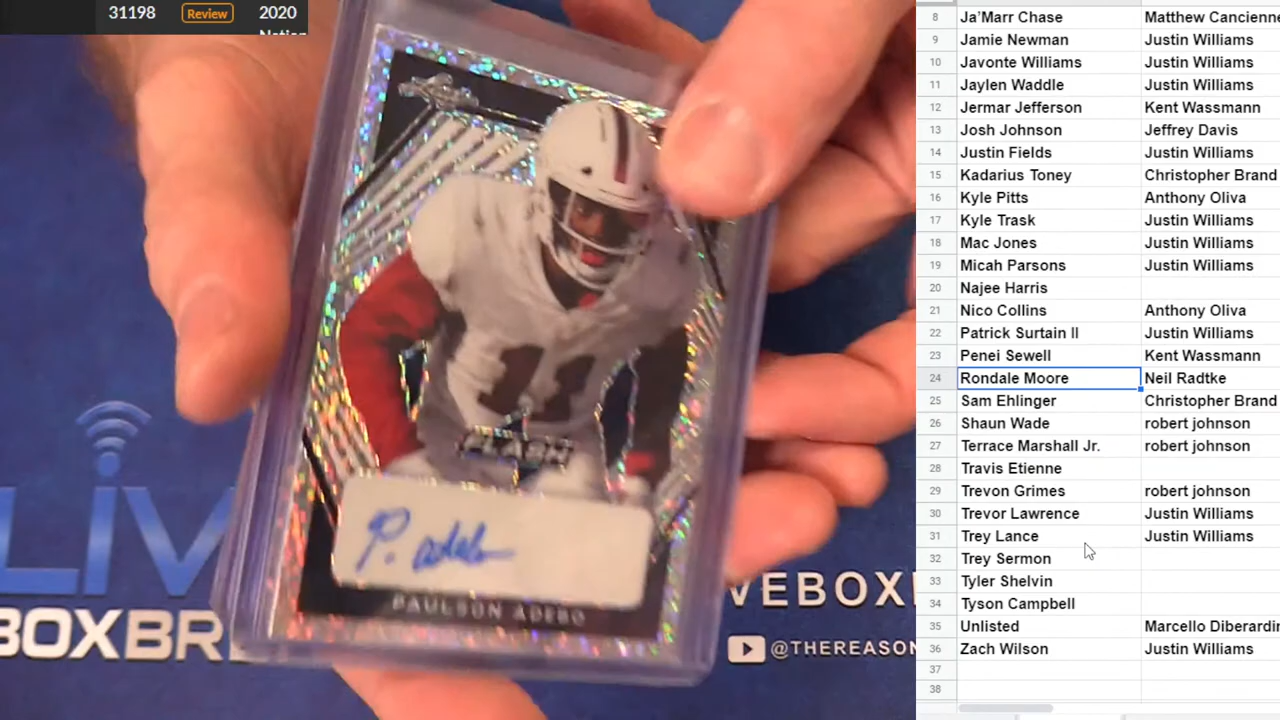 31198 Review 2020
8 Ja'Marr Chase Matthew Cancienne
9 Jamie Newman Justin Williams
10 Javonte Williams Justin Williams
11 Jaylen Waddle Justin Williams
12 Jermar Jefferson Kent Wassmann
13 Josh Johnson Jeffrey Davis
14 Justin Fields Justin Williams
15 Kadarius Toney Christopher Brand
16 Kyle Pitts Anthony Oliva
17 Kyle Trask Justin Williams
18 Mac Jones Justin Williams
19 Micah Parsons Justin Williams
20 Najee Harris
21 Nico Collins Anthony Oliva
22 Patrick Surtain II Justin Williams
23 Penei Sewell Kent Wassmann
24 Rondale Moore Neil Radtke
25 Sam Ehlinger Christopher Brand
26 Shaun Wade robert johnson
27 Terrace Marshall Jr. robert johnson
28 Travis Etienne
29 Trevon Grimes robert johnson
30 Trevor Lawrence Justin Williams
31 Trey Lance Justin Williams
32 Trey Sermon
33 Tyler Shelvin
34 Tyson Campbell
35 Unlisted Marcello Diberardin
36 Zach Wilson Justin Williams
37
38
11
FLASH
P. adebo
PAULSON ADEBO
LIV
BOXBR
VEBOX
@THEREASON